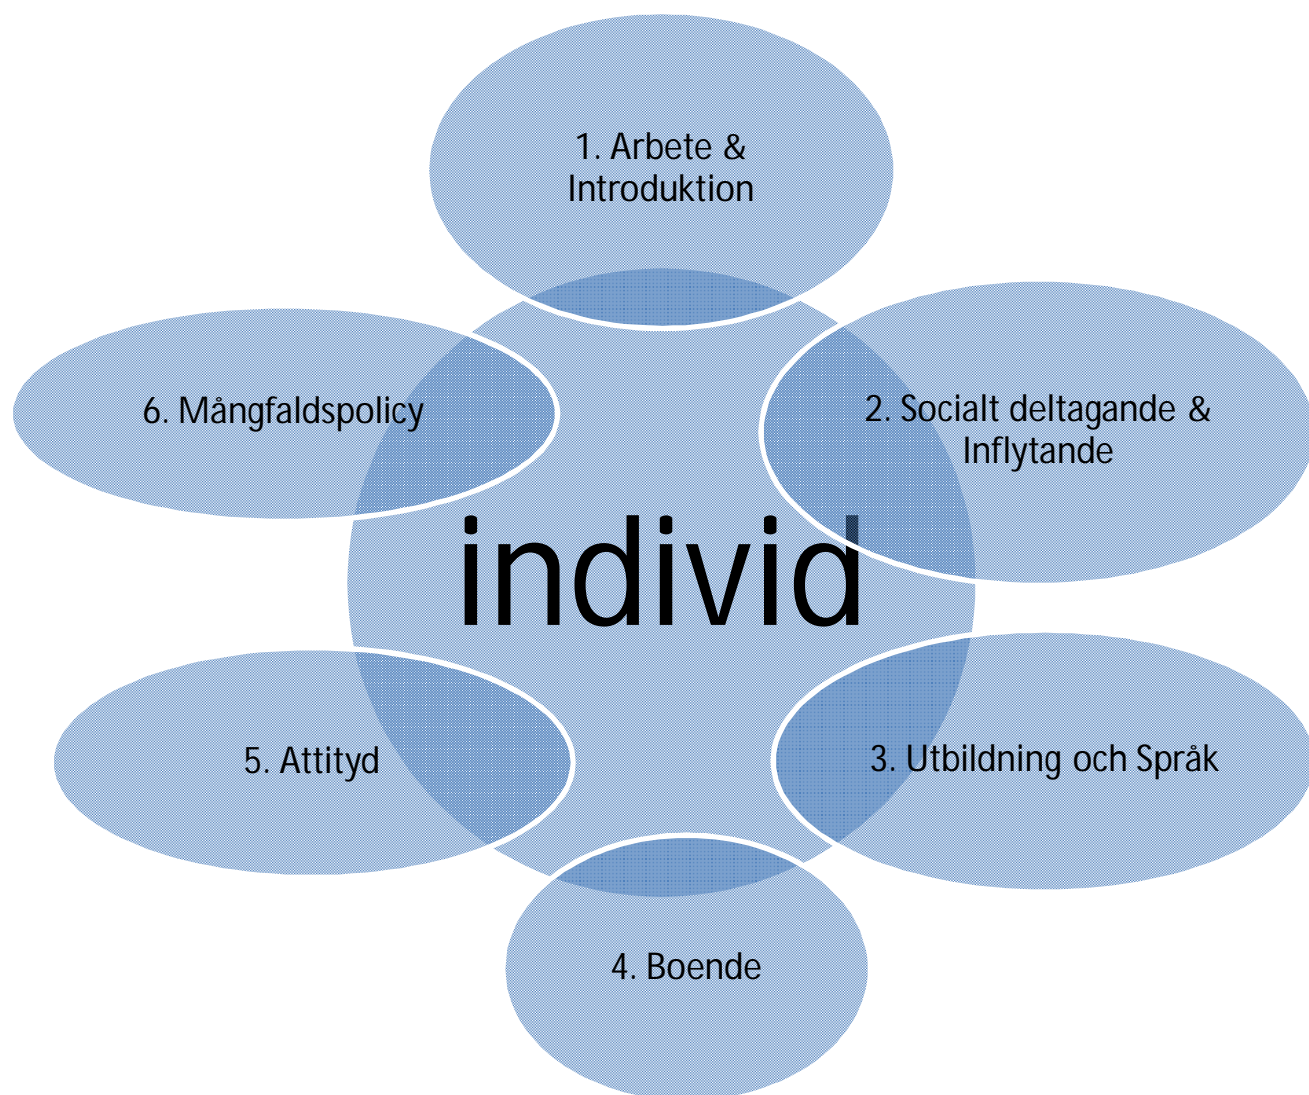 1. Arbete &
Introduktion
2. Socialt deltagande &
Inflytande
6. Mångfaldspolicy
individ
5. Attityd
3. Utbildning och Språk
4. Boende